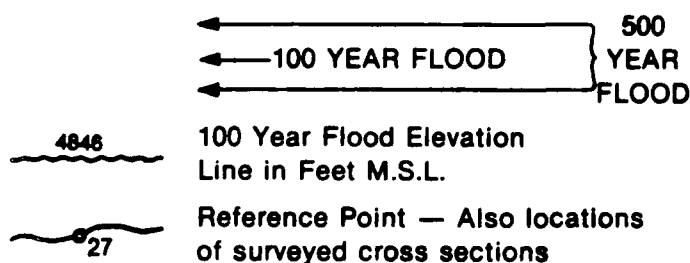 500
100 YEAR FLOOD YEAR
FLOOD
4846
100 Year Flood Elevation
Line in Feet M.S.L.
27
Reference Point — Also locations
of surveyed cross sections